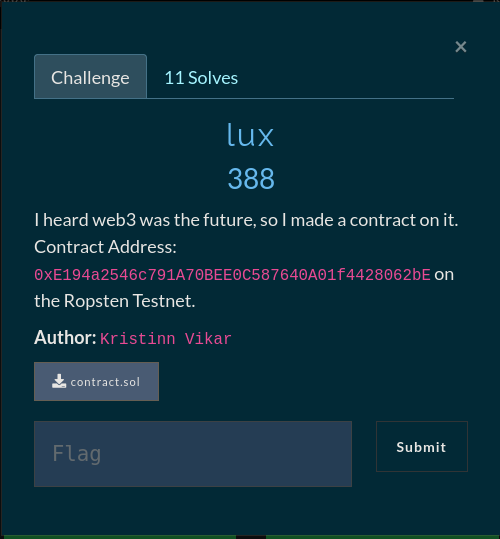 ×
Challenge
11 Solves
lux
388
I heard web3 was the future, so I made a contract on it.
Contract Address:
0xE194a2546c791A70BEE0C587640A01f4428062bE on
the Ropsten Testnet.
Author: Kristinn Vikar
contract.sol
Flag
Submit